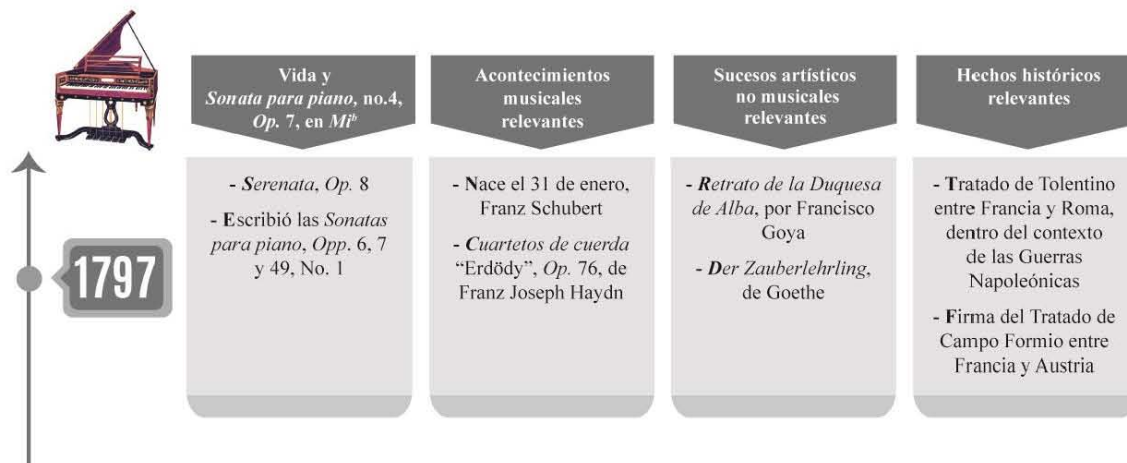 Vida y
Sonata para piano, no.4,
Op. 7, en Miᵇ
Acontecimientos
musicales
relevantes
Sucesos artísticos
no musicales
relevantes
Hechos históricos
relevantes
1797
- Serenata, Op. 8
- Escribió las Sonatas
para piano, Opp. 6, 7
y 49, No. 1
- Nace el 31 de enero,
Franz Schubert
- Cuartetos de cuerda
“Erdödy”, Op. 76, de
Franz Joseph Haydn
- Retrato de la Duquesa
de Alba, por Francisco
Goya
- Der Zauberlehrling,
de Goethe
- Tratado de Tolentino
entre Francia y Roma,
dentro del contexto
de las Guerras
Napoleónicas
- Firma del Tratado de
Campo Formio entre
Francia y Austria